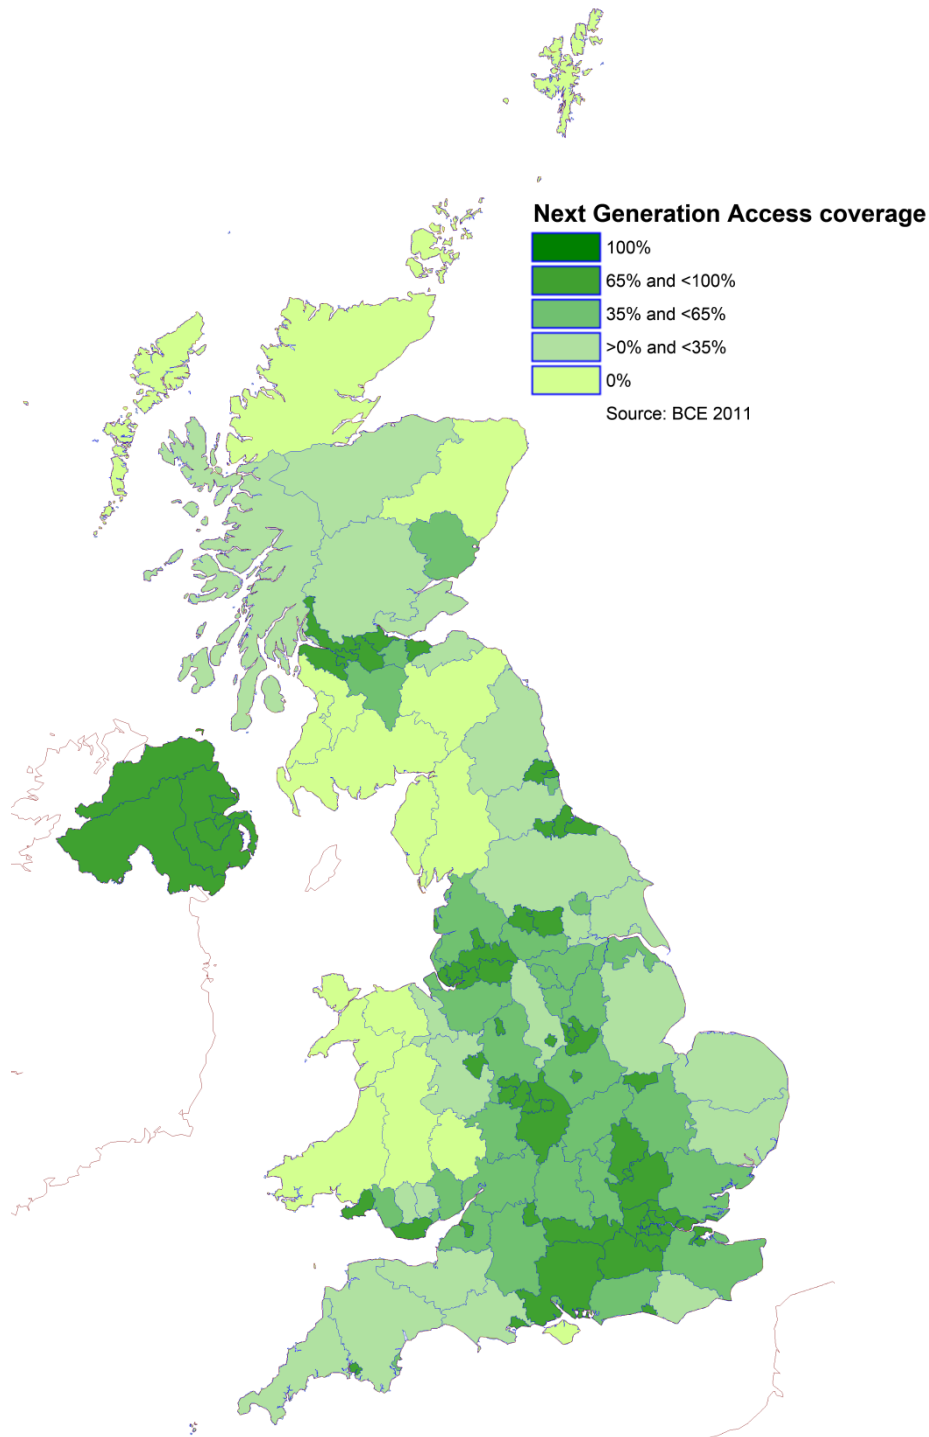 Next Generation Access coverage
100%
65% and <100%
35% and <65%
>0% and <35%
0%
Source: BCE 2011